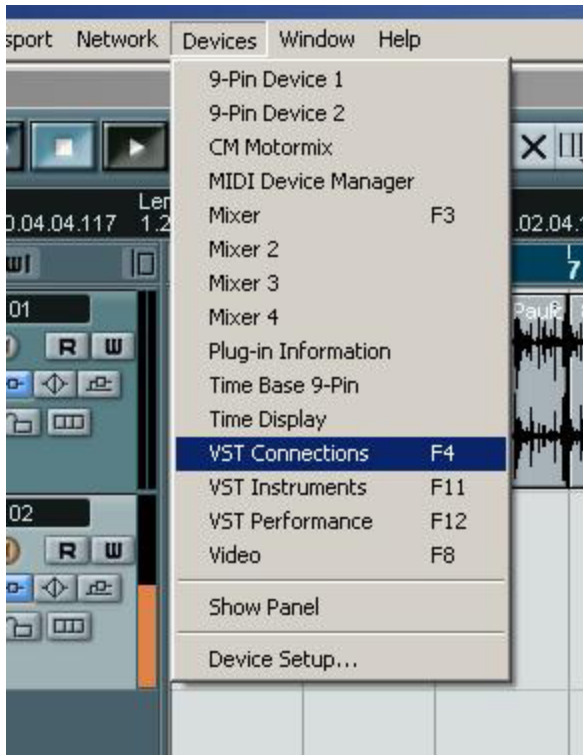 sport Network Devices Window Help
9-Pin Device 1
9-Pin Device 2
CM Motormix
MIDI Device Manager
Mixer F3
Mixer 2
Mixer 3
Mixer 4
Plug-in Information
Time Base 9-Pin
Time Display
VST Connections F4
VST Instruments F11
VST Performance F12
Video F8
Show Panel
Device Setup...
Ler
0.04.04.117 1.2
.02.04.
7
01
R W
02
R W